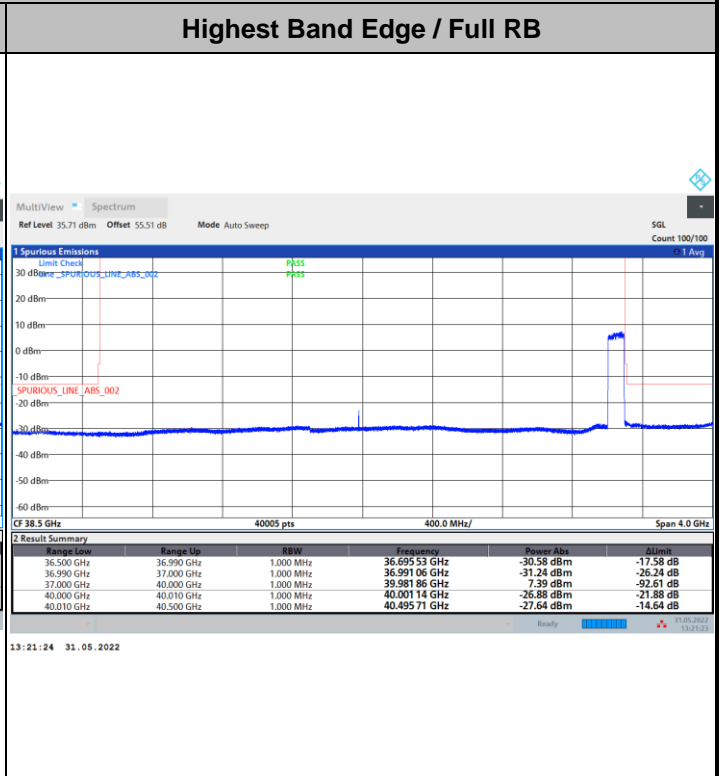 Highest Band Edge / Full RB
MultiView Spectrum
Ref Level 35.71 dBm Offset 55.51 dB Mode Auto Sweep SGL
Count 100/100
1 Spurious Emissions 1 Avg
Limit Check PASS
30 dBm Line _SPURIOUS_LINE_ABS_002 PASS
20 dBm
10 dBm
0 dBm
-10 dBm
_SPURIOUS_LINE_ABS_002
-20 dBm
-30 dBm
-40 dBm
-50 dBm
-60 dBm
CF 38.5 GHz 40005 pts 400.0 MHz/ Span 4.0 GHz
2 Result Summary
Range Low Range Up RBW Frequency Power Abs ΔLimit
36.500 GHz 36.990 GHz 1.000 MHz 36.695 53 GHz -30.58 dBm -17.58 dB
36.990 GHz 37.000 GHz 1.000 MHz 36.991 06 GHz -31.24 dBm -26.24 dB
37.000 GHz 40.000 GHz 1.000 MHz 39.981 86 GHz 7.39 dBm -92.61 dB
40.000 GHz 40.010 GHz 1.000 MHz 40.001 14 GHz -26.88 dBm -21.88 dB
40.010 GHz 40.500 GHz 1.000 MHz 40.495 71 GHz -27.64 dBm -14.64 dB
Ready 31.05.2022
13:21:23
13:21:24 31.05.2022